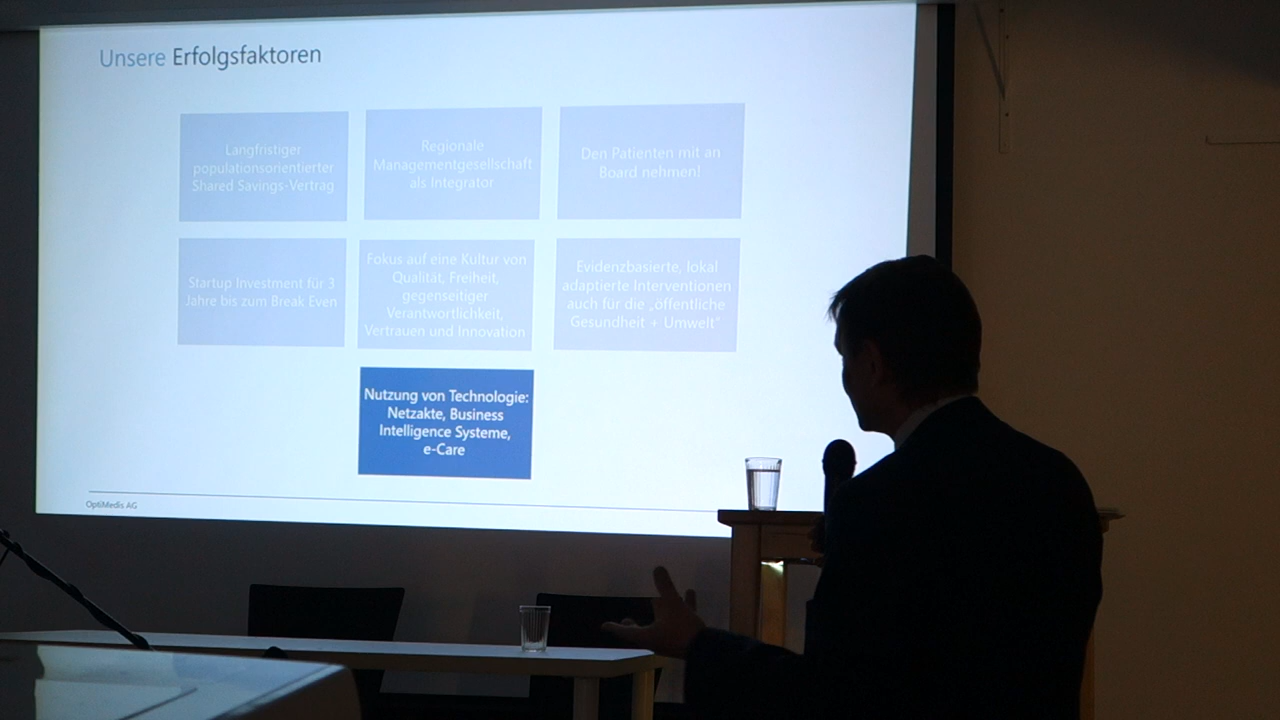 Unsere Erfolgsfaktoren
Langfristiger
populationsorientierter
Shared Savings-Vertrag
Regionale
Managementgesellschaft
als Integrator
Den Patienten mit an
Board nehmen!
Startup Investment für 3
Jahre bis zum Break Even
Fokus auf eine Kultur von
Qualität, Freiheit,
gegenseitiger
Verantwortlichkeit,
Vertrauen und Innovation
Evidenzbasierte, lokal
adaptierte Interventionen
auch für die „öffentliche
Gesundheit + Umwelt"
Nutzung von Technologie:
Netzakte, Business
Intelligence Systeme,
e-Care
OptiMedis AG